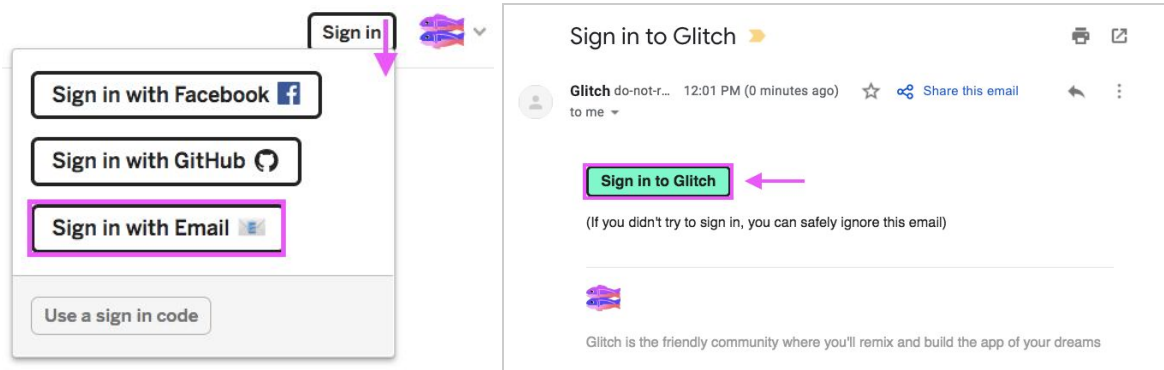 Sign in
Sign in with Facebook
Sign in with GitHub
Sign in with Email
Use a sign in code
Sign in to Glitch
Glitch do-not-r... 12:01 PM (0 minutes ago) Share this email
to me
Sign in to Glitch
(If you didn't try to sign in, you can safely ignore this email)
Glitch is the friendly community where you'll remix and build the app of your dreams